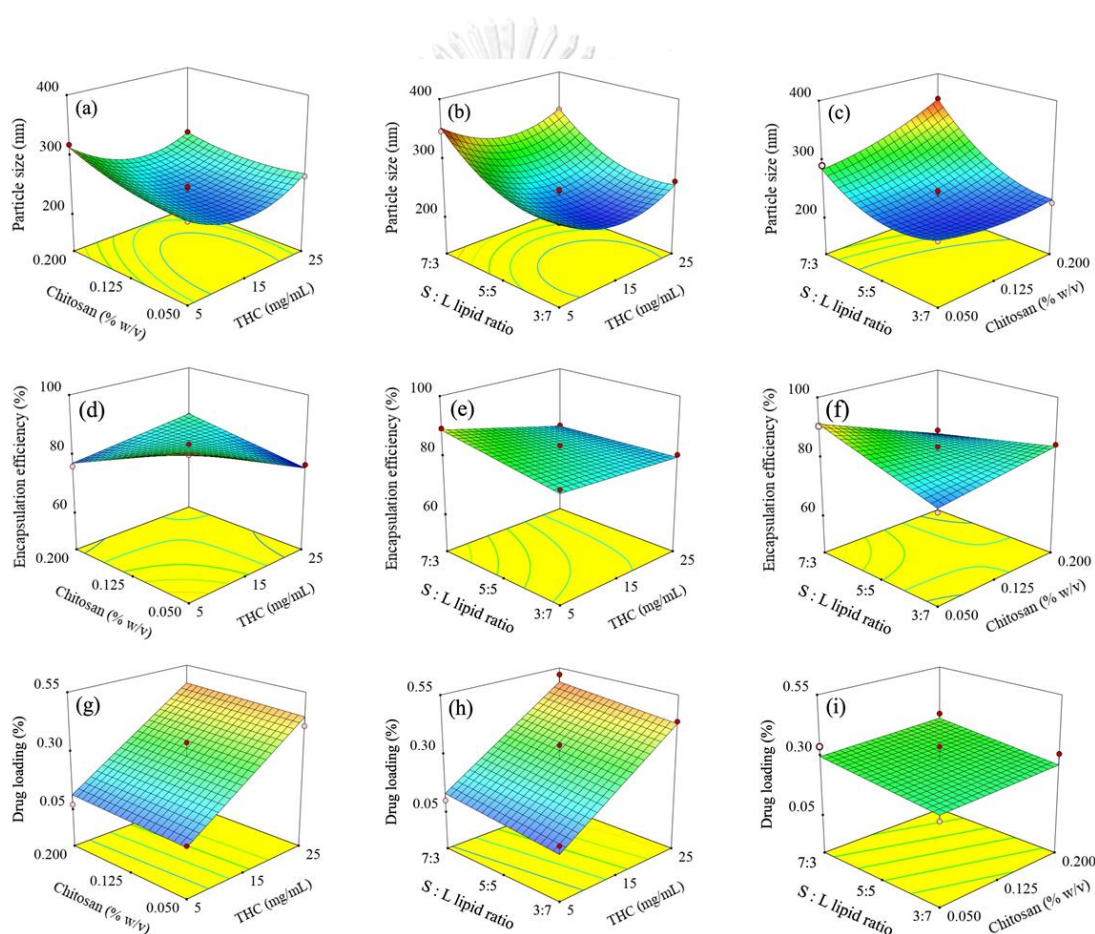 (a)
Particle size (nm)
400
300
200
0.200
0.125
0.050
Chitosan (% w/v)
5
15
25
THC (mg/mL)
(b)
Particle size (nm)
400
300
200
7:3
5:5
3:7
S : L lipid ratio
5
15
25
THC (mg/mL)
(c)
Particle size (nm)
400
300
200
7:3
5:5
3:7
S : L lipid ratio
0.050
0.125
0.200
Chitosan (% w/v)
(d)
Encapsulation efficiency (%)
100
80
60
0.200
0.125
0.050
Chitosan (% w/v)
5
15
25
THC (mg/mL)
(e)
Encapsulation efficiency (%)
100
80
60
7:3
5:5
3:7
S : L lipid ratio
5
15
25
THC (mg/mL)
(f)
Encapsulation efficiency (%)
100
80
60
7:3
5:5
3:7
S : L lipid ratio
0.050
0.125
0.200
Chitosan (% w/v)
(g)
Drug loading (%)
0.55
0.30
0.05
0.200
0.125
0.050
Chitosan (% w/v)
5
15
25
THC (mg/mL)
(h)
Drug loading (%)
0.55
0.30
0.05
7:3
5:5
3:7
S : L lipid ratio
5
15
25
THC (mg/mL)
(i)
Drug loading (%)
0.55
0.30
0.05
7:3
5:5
3:7
S : L lipid ratio
0.050
0.125
0.200
Chitosan (% w/v)